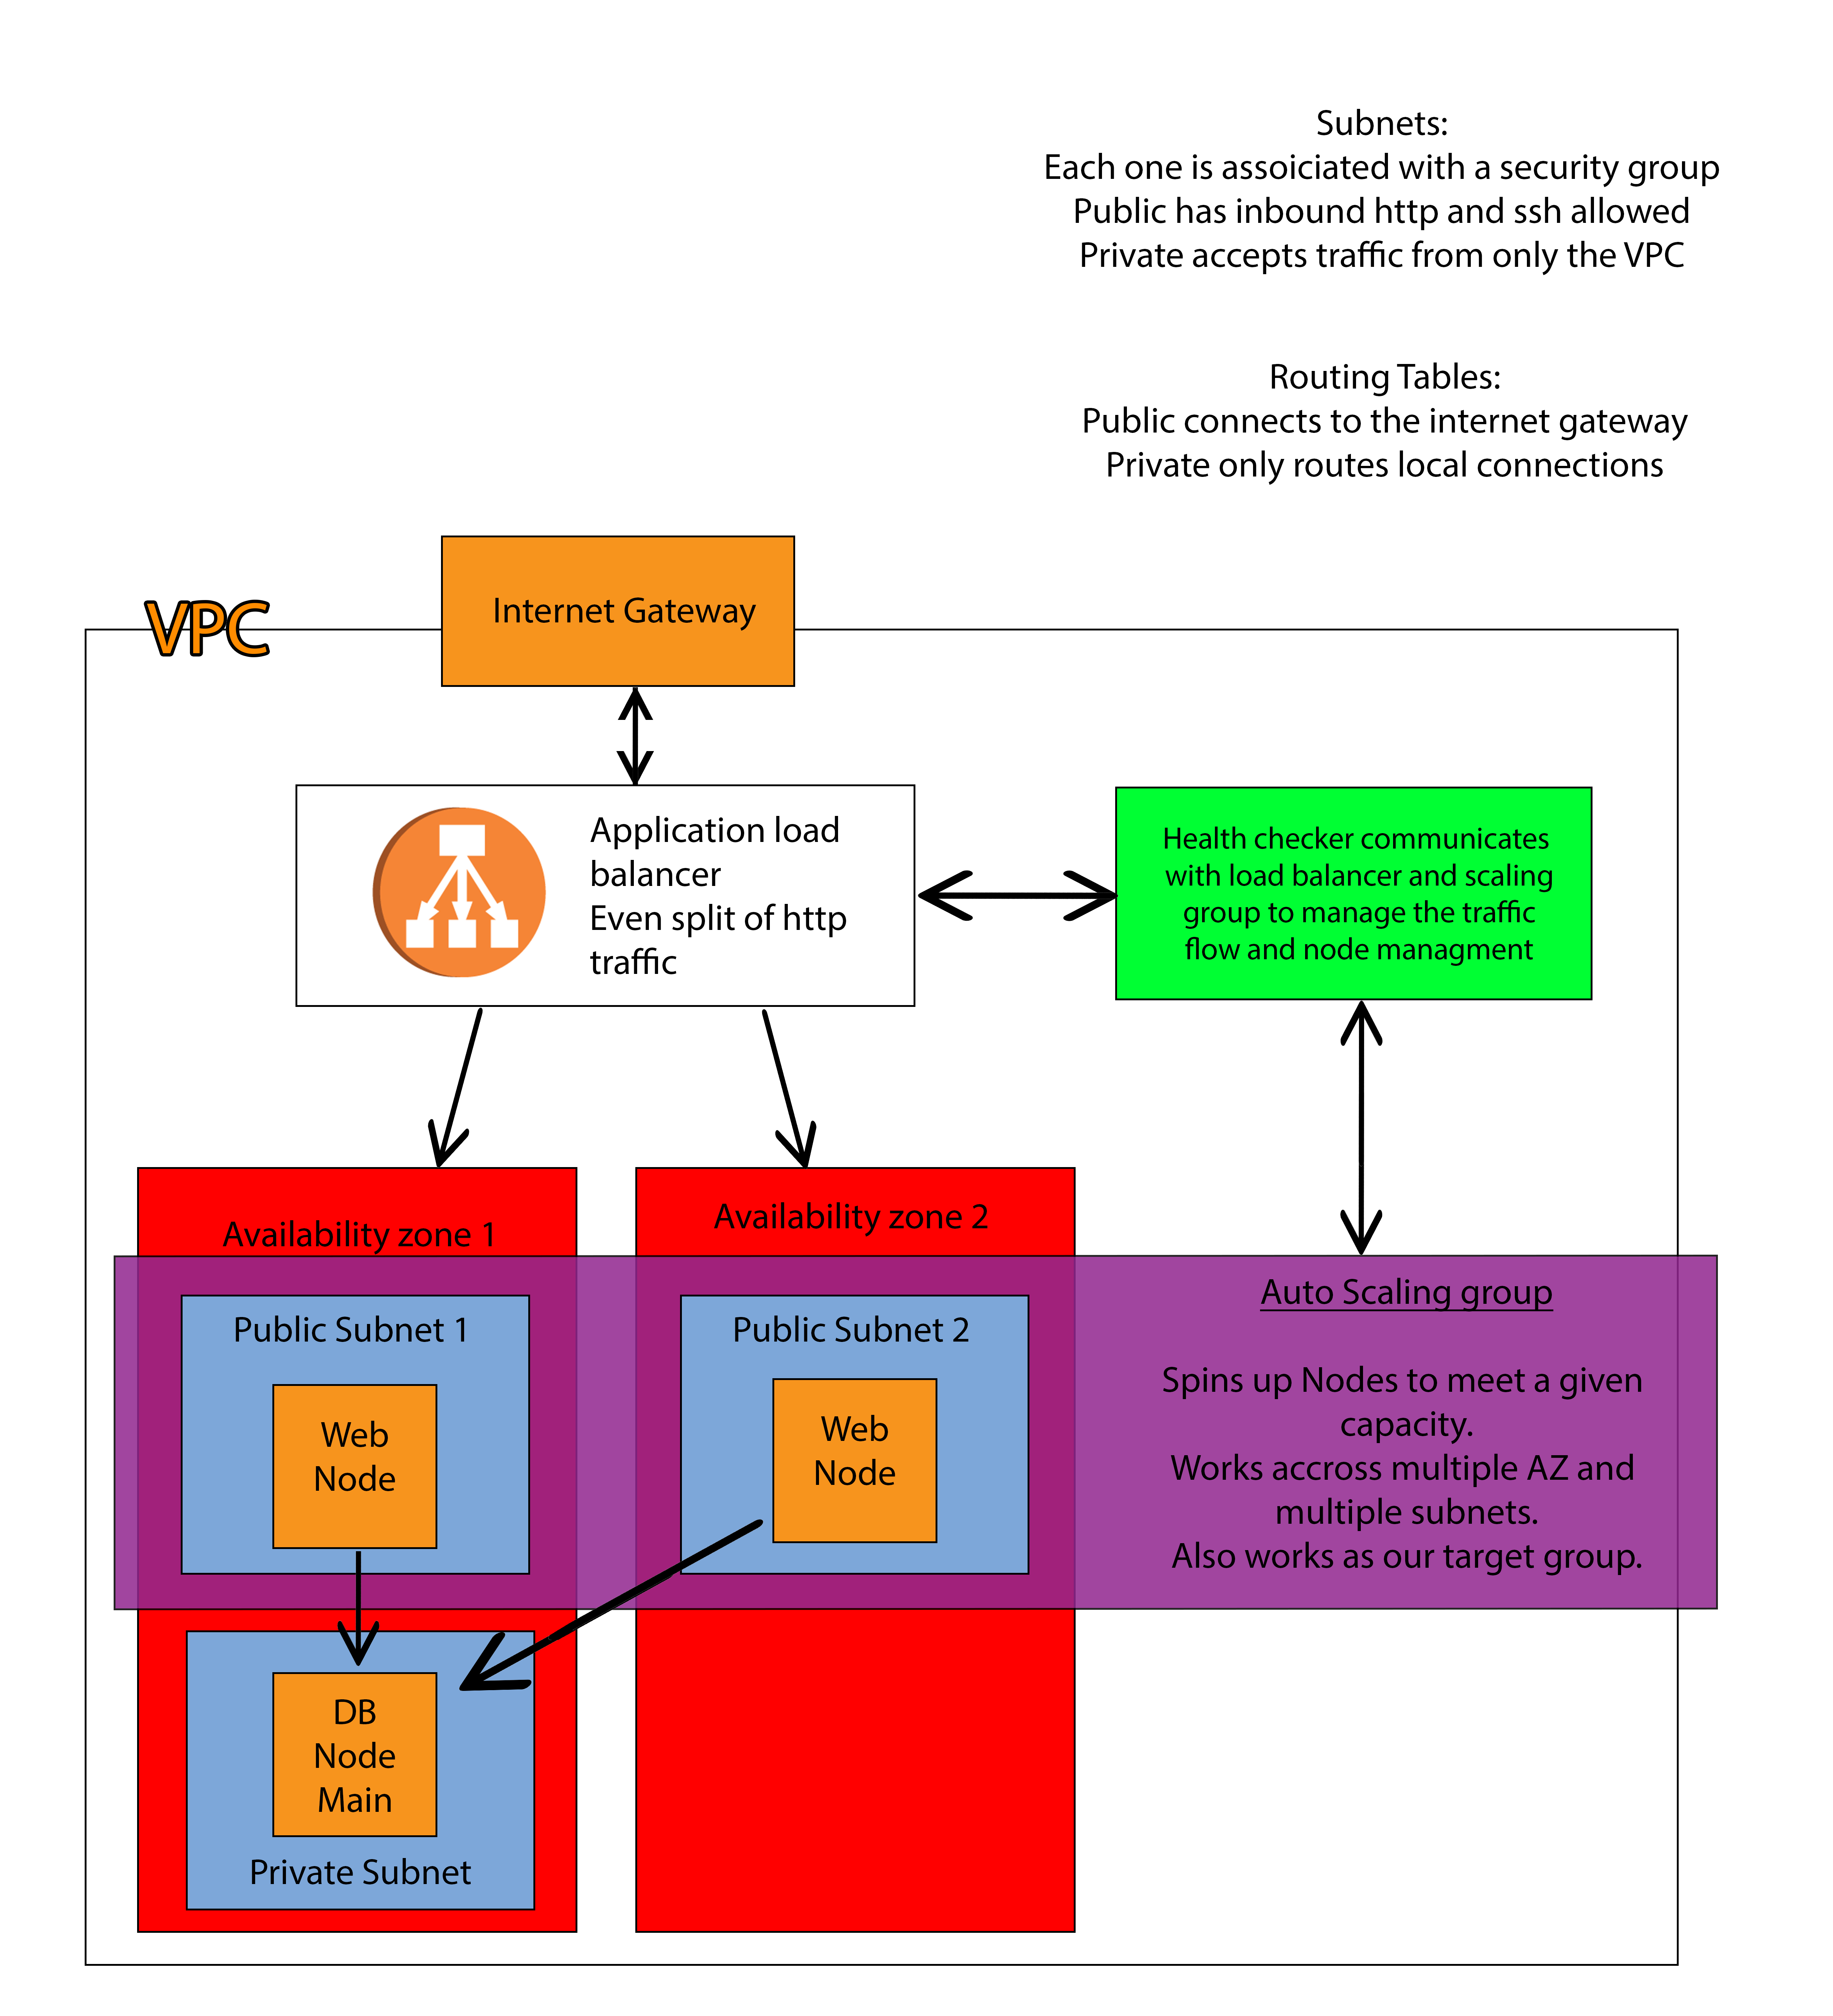 Subnets:
Each one is assoiciated with a security group
Public has inbound http and ssh allowed
Private accepts traffic from only the VPC
Routing Tables:
Public connects to the internet gateway
Private only routes local connections
VPC
Internet Gateway
Application load
balancer
Even split of http
traffic
Health checker communicates
with load balancer and scaling
group to manage the traffic
flow and node managment
Availability zone 1
Availability zone 2
Public Subnet 1
Web
Node
Public Subnet 2
Web
Node
Auto Scaling group
Spins up Nodes to meet a given
capacity.
Works accross multiple AZ and
multiple subnets.
Also works as our target group.
DB
Node
Main
Private Subnet